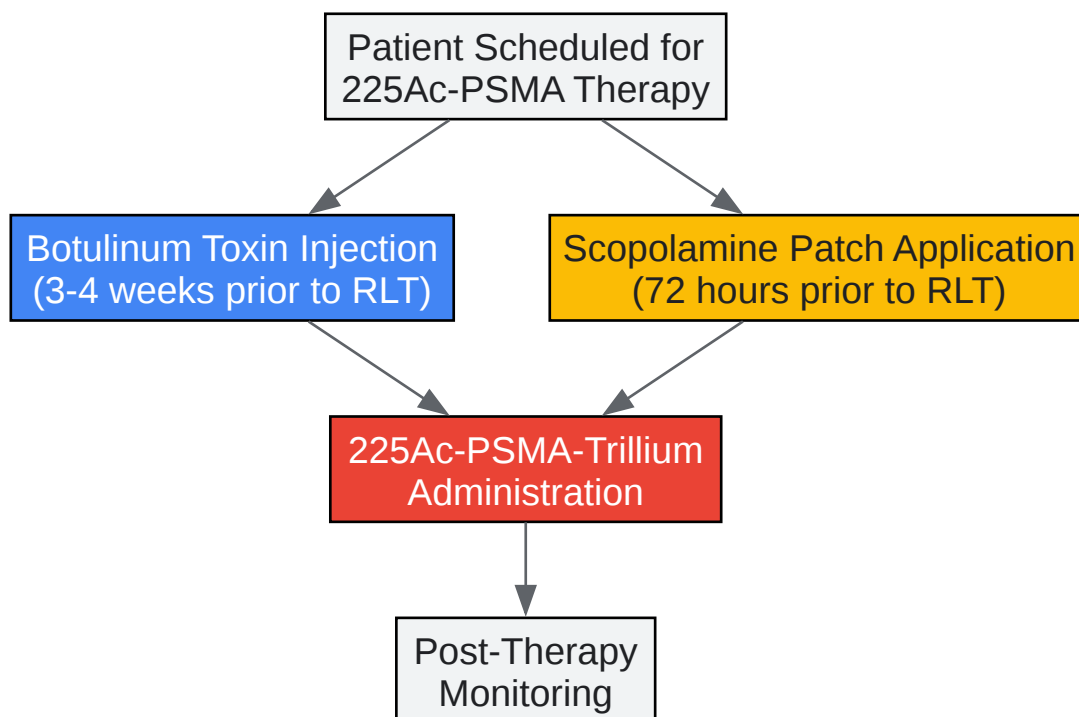 Patient Scheduled for
225Ac-PSMA Therapy
Botulinum Toxin Injection
(3-4 weeks prior to RLT)
Scopolamine Patch Application
(72 hours prior to RLT)
225Ac-PSMA-Trillium
Administration
Post-Therapy
Monitoring